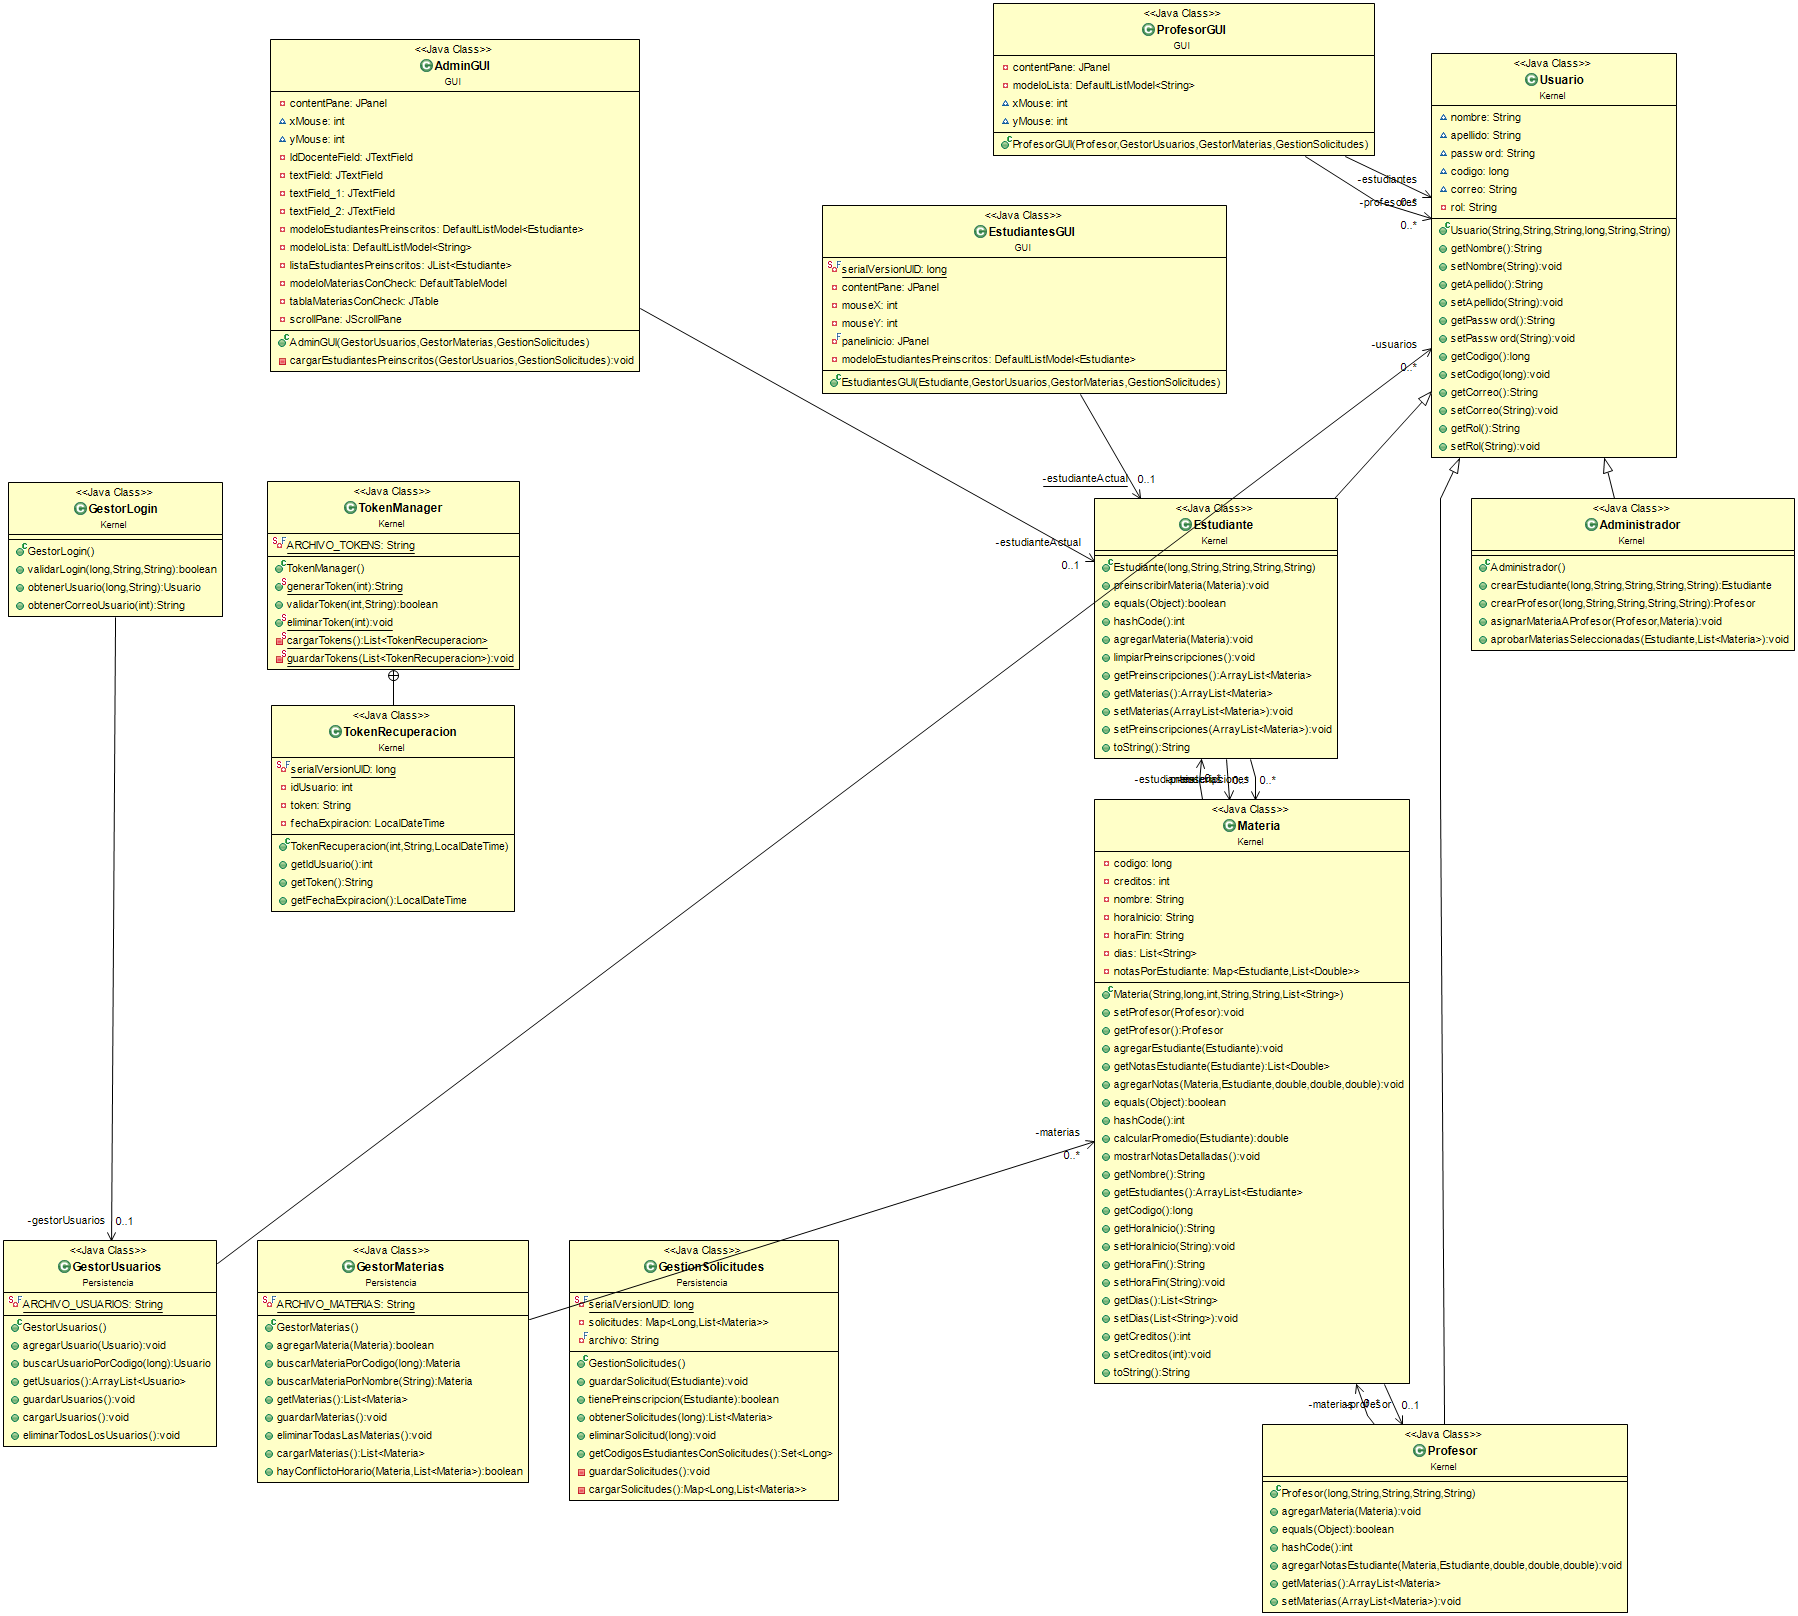 <<Java Class>>
AdminGUI
GUI
contentPane: JPanel
xMouse: int
yMouse: int
IdDocenteField: JTextField
textField: JTextField
textField_1: JTextField
textField_2: JTextField
modeloEstudiantesPreinscritos: DefaultListModel<Estudiante>
modeloLista: DefaultListModel<String>
listaEstudiantesPreinscritos: JList<Estudiante>
modeloMateriasConCheck: DefaultTableModel
tablaMateriasConCheck: JTable
scrollPane: JScrollPane
AdminGUI(GestorUsuarios,GestorMaterias,GestionSolicitudes)
cargarEstudiantesPreinscritos(GestorUsuarios,GestionSolicitudes):void
<<Java Class>>
ProfesorGUI
GUI
contentPane: JPanel
modeloLista: DefaultListModel<String>
xMouse: int
yMouse: int
ProfesorGUI(Profesor,GestorUsuarios,GestorMaterias,GestionSolicitudes)
-estudiantes
0..*
-profesores
0..*
<<Java Class>>
Usuario
Kernel
nombre: String
apellido: String
password: String
codigo: long
correo: String
rol: String
Usuario(String,String,String,long,String,String)
getNombre():String
setNombre(String):void
getApellido():String
setApellido(String):void
getPassword():String
setPassword(String):void
getCodigo():long
setCodigo(long):void
getCorreo():String
setCorreo(String):void
getRol():String
setRol(String):void
<<Java Class>>
EstudiantesGUI
GUI
serialVersionUID: long
contentPane: JPanel
mouseX: int
mouseY: int
panelinicio: JPanel
modeloEstudiantesPreinscritos: DefaultListModel<Estudiante>
EstudiantesGUI(Estudiante,GestorUsuarios,GestorMaterias,GestionSolicitudes)
-usuarios
0..*
-estudianteActual
0..1
-estudianteActual
0..1
<<Java Class>>
GestorLogin
Kernel
GestorLogin()
validarLogin(long,String,String):boolean
obtenerUsuario(long,String):Usuario
obtenerCorreoUsuario(int):String
<<Java Class>>
TokenManager
Kernel
ARCHIVO_TOKENS: String
TokenManager()
generarToken(int):String
validarToken(int,String):boolean
eliminarToken(int):void
cargarTokens():List<TokenRecuperacion>
guardarTokens(List<TokenRecuperacion>):void
<<Java Class>>
TokenRecuperacion
Kernel
serialVersionUID: long
idUsuario: int
token: String
fechaExpiracion: LocalDateTime
TokenRecuperacion(int,String,LocalDateTime)
getIdUsuario():int
getToken():String
getFechaExpiracion():LocalDateTime
<<Java Class>>
Estudiante
Kernel
Estudiante(long,String,String,String,String)
preinscribirMateria(Materia):void
equals(Object):boolean
hashCode():int
agregarMateria(Materia):void
limpiarPreinscripciones():void
getPreinscripciones():ArrayList<Materia>
getMaterias():ArrayList<Materia>
setMaterias(ArrayList<Materia>):void
setPreinscripciones(ArrayList<Materia>):void
toString():String
<<Java Class>>
Administrador
Kernel
Administrador()
crearEstudiante(long,String,String,String,String):Estudiante
crearProfesor(long,String,String,String,String):Profesor
asignarMateriaAProfesor(Profesor,Materia):void
aprobarMateriasSeleccionadas(Estudiante,List<Materia>):void
0..*
0..*
<<Java Class>>
Materia
Kernel
codigo: long
creditos: int
nombre: String
horaInicio: String
horaFin: String
dias: List<String>
notasPorEstudiante: Map<Estudiante,List<Double>>
Materia(String,long,int,String,String,List<String>)
setProfesor(Profesor):void
getProfesor():Profesor
agregarEstudiante(Estudiante):void
getNotasEstudiante(Estudiante):List<Double>
agregarNotas(Materia,Estudiante,double,double,double):void
equals(Object):boolean
hashCode():int
calcularPromedio(Estudiante):double
mostrarNotasDetalladas():void
getNombre():String
getEstudiantes():ArrayList<Estudiante>
getCodigo():long
getHoraInicio():String
setHoraInicio(String):void
getHoraFin():String
setHoraFin(String):void
getDias():List<String>
setDias(List<String>):void
getCreditos():int
setCreditos(int):void
toString():String
-materias
0..*
-gestorUsuarios
0..1
<<Java Class>>
GestorUsuarios
Persistencia
ARCHIVO_USUARIOS: String
GestorUsuarios()
agregarUsuario(Usuario):void
buscarUsuarioPorCodigo(long):Usuario
getUsuarios():ArrayList<Usuario>
guardarUsuarios():void
cargarUsuarios():void
eliminarTodosLosUsuarios():void
<<Java Class>>
GestorMaterias
Persistencia
ARCHIVO_MATERIAS: String
GestorMaterias()
agregarMateria(Materia):boolean
buscarMateriaPorCodigo(long):Materia
buscarMateriaPorNombre(String):Materia
getMaterias():List<Materia>
guardarMaterias():void
eliminarTodasLasMaterias():void
cargarMaterias():List<Materia>
hayConflictoHorario(Materia,List<Materia>):boolean
<<Java Class>>
GestionSolicitudes
Persistencia
serialVersionUID: long
solicitudes: Map<Long,List<Materia>>
archivo: String
GestionSolicitudes()
guardarSolicitud(Estudiante):void
tienePreinscripcion(Estudiante):boolean
obtenerSolicitudes(long):List<Materia>
eliminarSolicitud(long):void
getCodigosEstudiantesConSolicitudes():Set<Long>
guardarSolicitudes():void
cargarSolicitudes():Map<Long,List<Materia>>
-materias
-profesor
0..1
<<Java Class>>
Profesor
Kernel
Profesor(long,String,String,String,String)
agregarMateria(Materia):void
equals(Object):boolean
hashCode():int
agregarNotasEstudiante(Materia,Estudiante,double,double,double):void
getMaterias():ArrayList<Materia>
setMaterias(ArrayList<Materia>):void